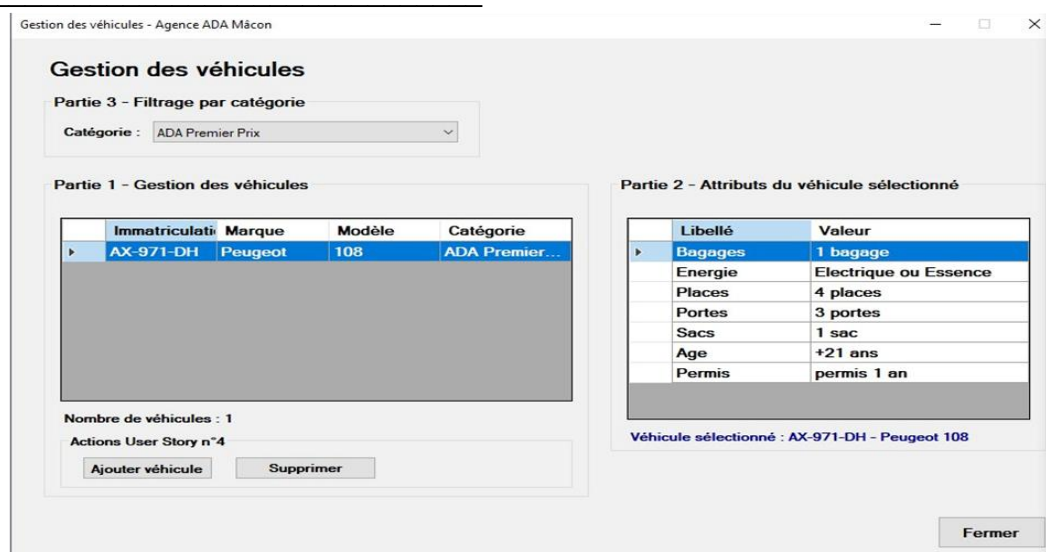 Gestion des véhicules - Agence ADA Mâcon
Gestion des véhicules
Partie 3 - Filtrage par catégorie
Catégorie : ADA Premier Prix
Partie 1 - Gestion des véhicules
Immatriculati Marque Modèle Catégorie
AX-971-DH Peugeot 108 ADA Premier...
Nombre de véhicules : 1
Actions User Story n°4
Ajouter véhicule Supprimer
Partie 2 - Attributs du véhicule sélectionné
Libellé Valeur
Bagages 1 bagage
Energie Electrique ou Essence
Places 4 places
Portes 3 portes
Sacs 1 sac
Age +21 ans
Permis permis 1 an
Véhicule sélectionné : AX-971-DH - Peugeot 108
Fermer